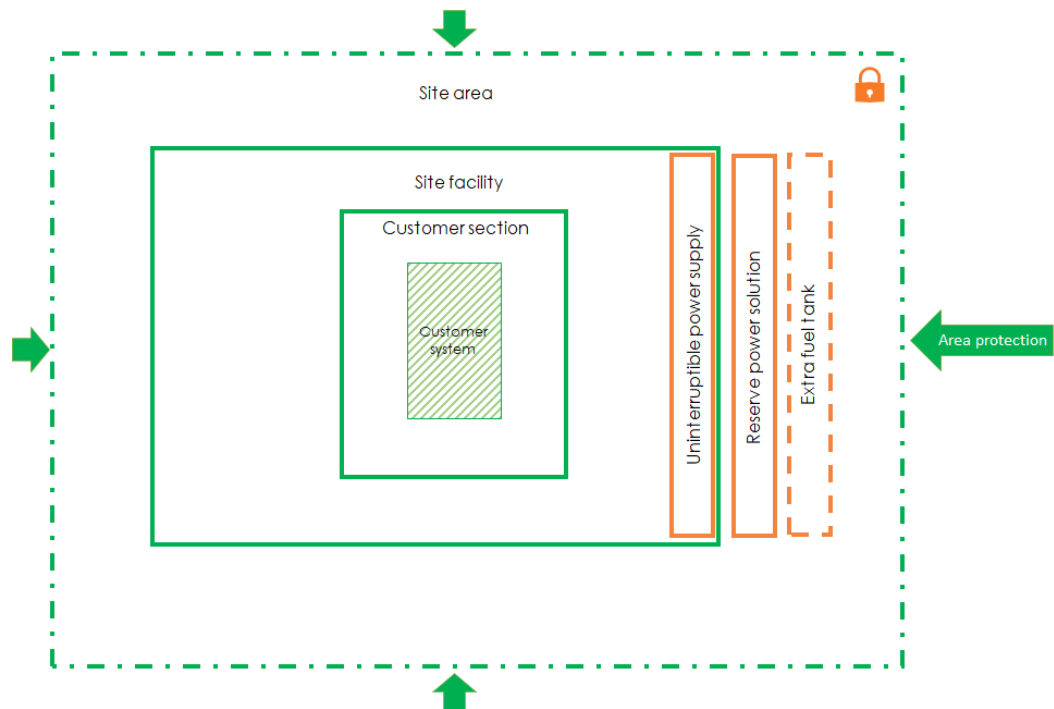 Site area
Site facility
Customer section
Customer
system
Uninterruptible power supply
Reserve power solution
Extra fuel tank
Area protection